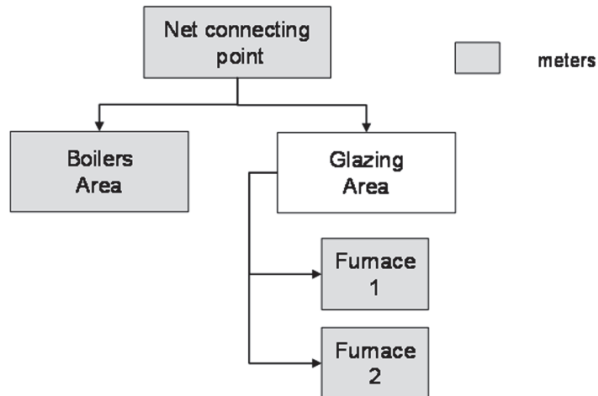 Net connecting
point
meters
Boilers
Area
Glazing
Area
Furnace
1
Furnace
2